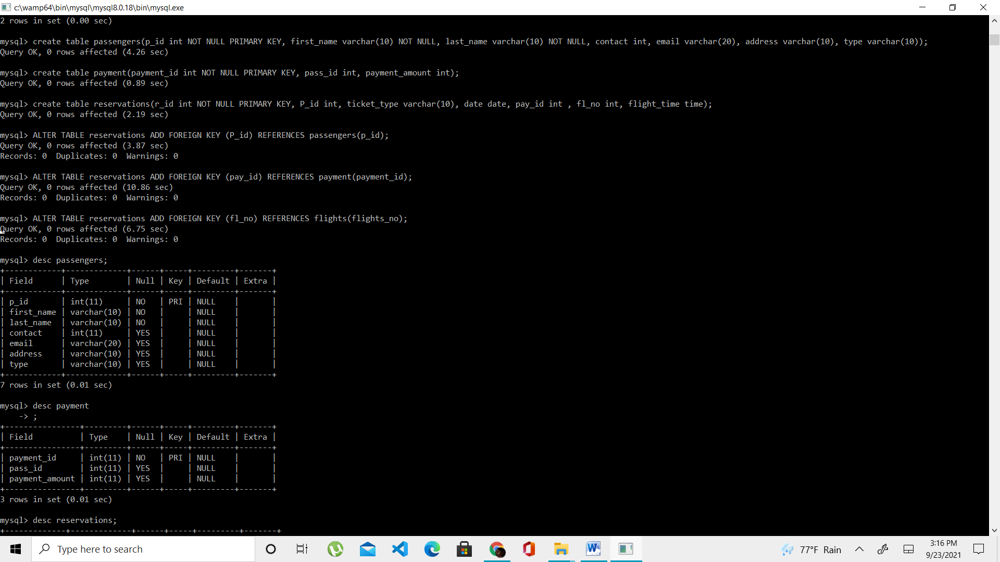 c:\wamp64\bin\mysql\mysql8.0.18\bin\mysql.exe
2 rows in set (0.00 sec)
mysql> create table passengers(p_id int NOT NULL PRIMARY KEY, first_name varchar(10) NOT NULL, last_name varchar(10) NOT NULL, contact int, email varchar(20), address varchar(10), type varchar(10));
Query OK, 0 rows affected (4.26 sec)
mysql> create table payment(payment_id int NOT NULL PRIMARY KEY, pass_id int, payment_amount int);
Query OK, 0 rows affected (0.89 sec)
mysql> create table reservations(r_id int NOT NULL PRIMARY KEY, P_id int, ticket_type varchar(10), date date, pay_id int , fl_no int, flight_time time);
Query OK, 0 rows affected (2.19 sec)
mysql> ALTER TABLE reservations ADD FOREIGN KEY (P_id) REFERENCES passengers(p_id);
Query OK, 0 rows affected (3.87 sec)
Records: 0  Duplicates: 0  Warnings: 0
mysql> ALTER TABLE reservations ADD FOREIGN KEY (pay_id) REFERENCES payment(payment_id);
Query OK, 0 rows affected (10.86 sec)
Records: 0  Duplicates: 0  Warnings: 0
mysql> ALTER TABLE reservations ADD FOREIGN KEY (fl_no) REFERENCES flights(flights_no);
Query OK, 0 rows affected (6.75 sec)
Records: 0  Duplicates: 0  Warnings: 0
mysql> desc passengers;
+------------+-------------+------+-----+---------+-------+
| Field      | Type        | Null | Key | Default | Extra |
+------------+-------------+------+-----+---------+-------+
| p_id       | int(11)     | NO   | PRI | NULL    |       |
| first_name | varchar(10) | NO   |     | NULL    |       |
| last_name  | varchar(10) | NO   |     | NULL    |       |
| contact    | int(11)     | YES  |     | NULL    |       |
| email      | varchar(20) | YES  |     | NULL    |       |
| address    | varchar(10) | YES  |     | NULL    |       |
| type       | varchar(10) | YES  |     | NULL    |       |
+------------+-------------+------+-----+---------+-------+
7 rows in set (0.01 sec)
mysql> desc payment
    -> ;
+----------------+---------+------+-----+---------+-------+
| Field          | Type    | Null | Key | Default | Extra |
+----------------+---------+------+-----+---------+-------+
| payment_id     | int(11) | NO   | PRI | NULL    |       |
| pass_id        | int(11) | YES  |     | NULL    |       |
| payment_amount | int(11) | YES  |     | NULL    |       |
+----------------+---------+------+-----+---------+-------+
3 rows in set (0.01 sec)
mysql> desc reservations;
+-------------+-------------+------+-----+---------+-------+
Type here to search
77°F Rain
3:16 PM
9/23/2021